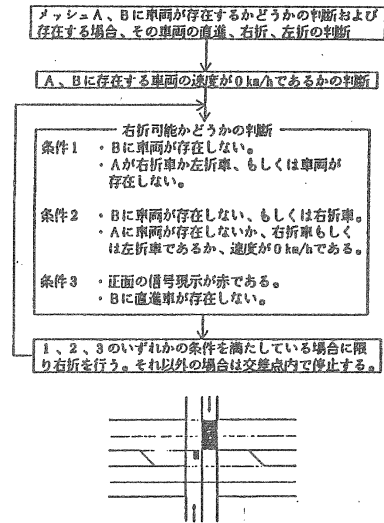 メッシュA、Bに車両が存在するかどうかの判断および
存在する場合、その車両の直進、右折、左折の判断
A、Bに存在する車両の速度が0km/hであるかの判断
右折可能かどうかの判断
条件1 ・Bに車両が存在しない。
・Aが右折車か左折車、もしくは車両が
存在しない。
条件2 ・Bに車両が存在しない、もしくは右折車。
・Aに車両が存在しないか、右折車もしく
は左折車であるか、速度が0km/hである。
条件3 ・正面の信号現示が赤である。
・Bに直進車が存在しない。
1、2、3のいずれかの条件を満たしている場合に限
り右折を行う。それ以外の場合は交差点内で停止する。